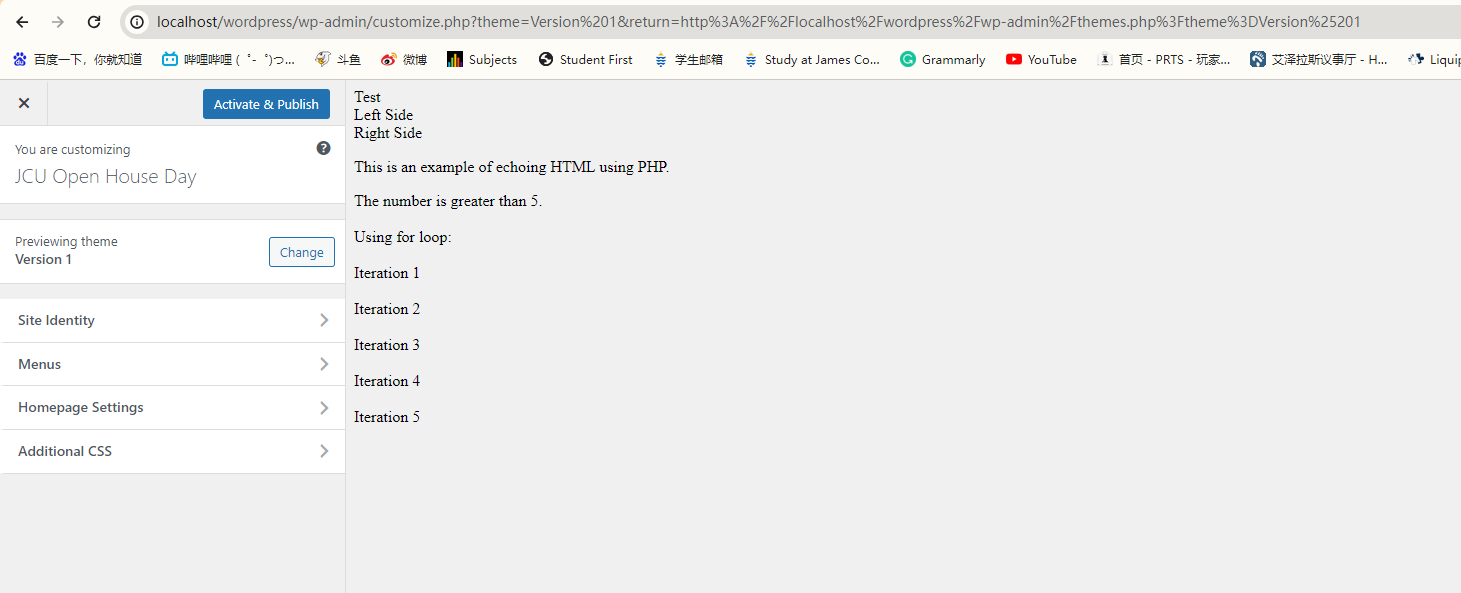 localhost/wordpress/wp-admin/customize.php?theme=Version%201&return=http%3A%2F%2Flocalhost%2Fwordpress%2Fwp-admin%2Fthemes.php%3Ftheme%3DVersion%25201
百度一下，你就知道 哔哩哔哩 (゜-゜)つ... 斗鱼 微博 Subjects Student First 学生邮箱 Study at James Co... Grammarly YouTube 首页 - PRTS - 玩家... 艾泽拉斯议事厅 - H... Liquip
Activate & Publish
You are customizing
JCU Open House Day
Previewing theme
Version 1
Change
Site Identity
Menus
Homepage Settings
Additional CSS
Test
Left Side
Right Side
This is an example of echoing HTML using PHP.
The number is greater than 5.
Using for loop:
Iteration 1
Iteration 2
Iteration 3
Iteration 4
Iteration 5